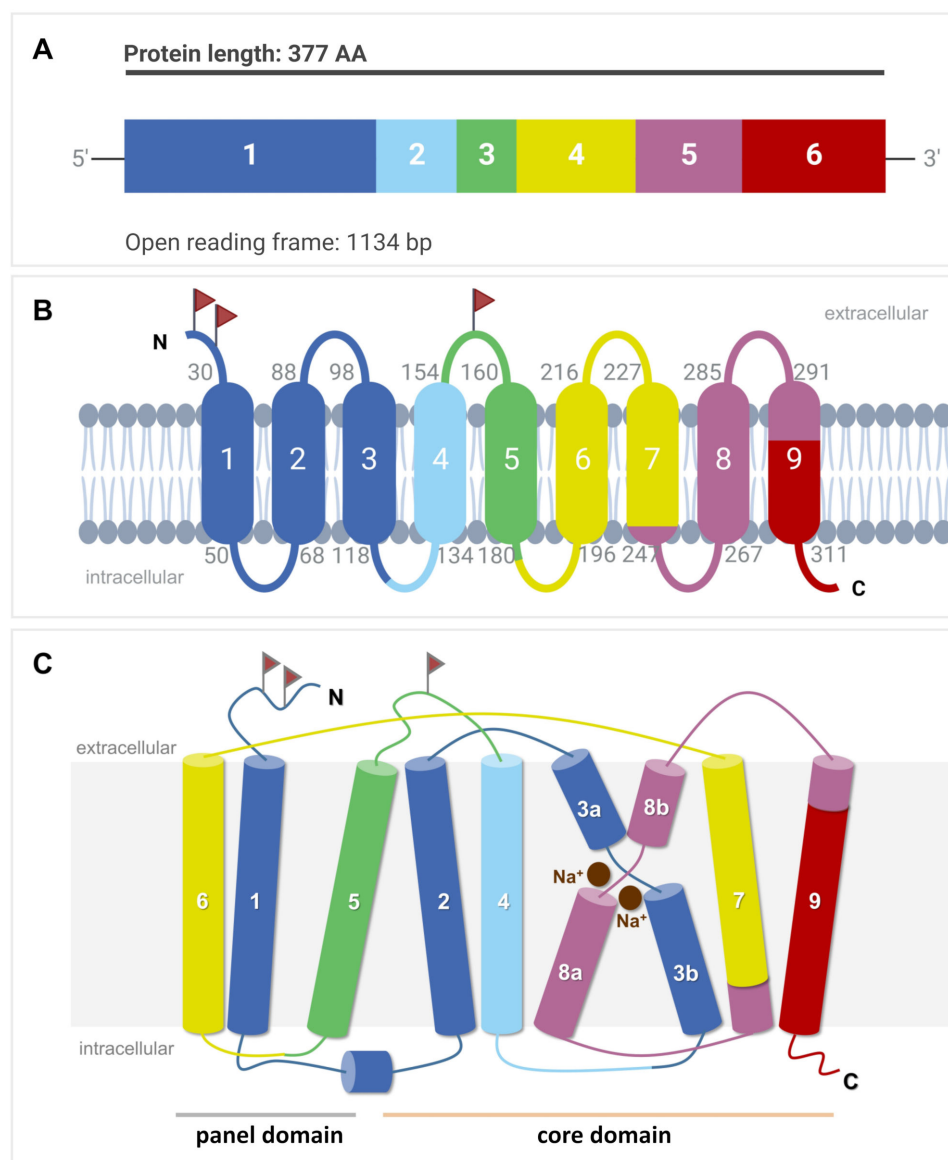 A
Protein length: 377 AA
5' 1 2 3 4 5 6 3'
Open reading frame: 1134 bp
B
extracellular
N
30 88 98 154 160 216 227 285 291
1 2 3 4 5 6 7 8 9
50 68 118 134 180 196 247 267 311
intracellular
C
C
N
extracellular
3a 8b
Na⁺
6 1 5 2 4 7 9
Na⁺
8a 3b
intracellular
C
panel domain core domain